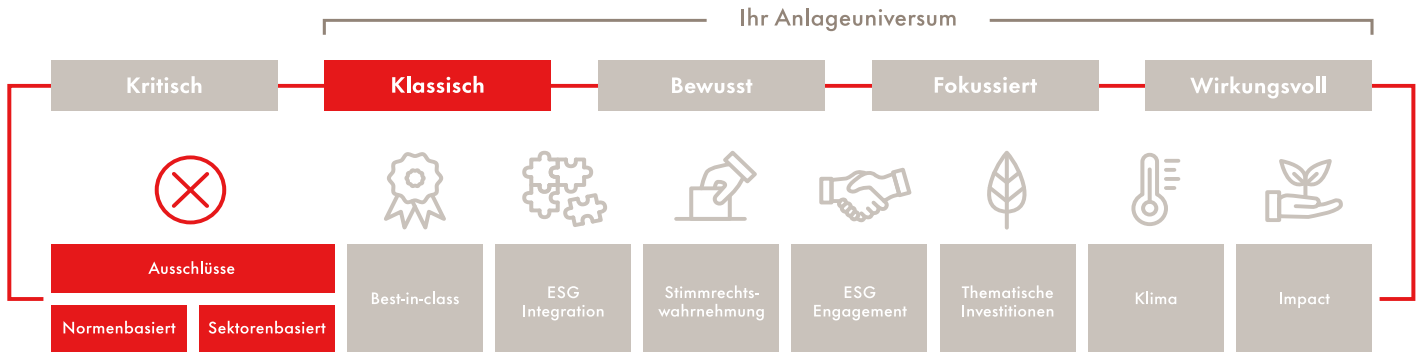 Ihr Anlageuniversum
Kritisch
Klassisch
Bewusst
Fokussiert
Wirkungsvoll
Ausschlüsse
Normenbasiert
Sektorenbasiert
Best-in-class
ESG
Integration
Stimmrechts-
wahrnehmung
ESG
Engagement
Thematische
Investitionen
Klima
Impact